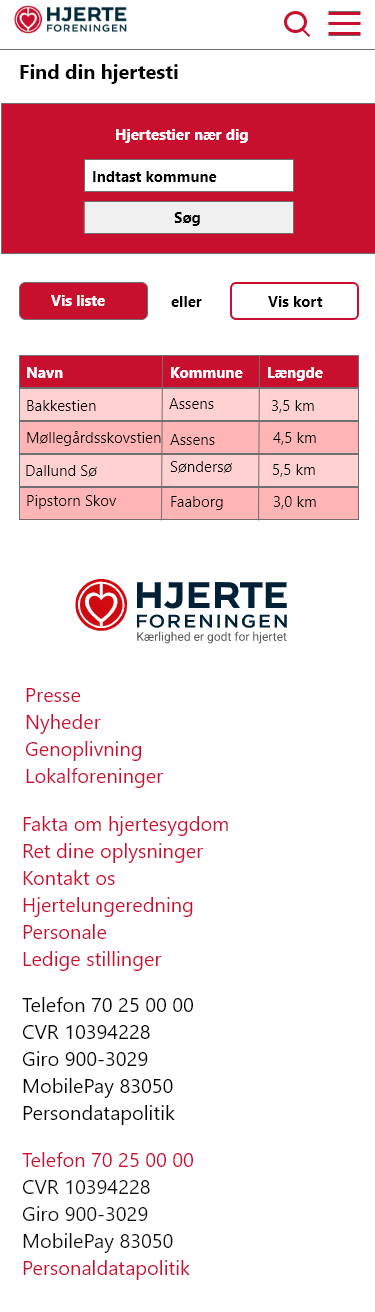 HJERTE
FORENINGEN
Find din hjertesti
Hjertestier nær dig
Indtast kommune
Søg
Vis liste eller Vis kort
Navn Kommune Længde
Bakkestien Assens 3,5 km
Møllegårdsskovstien Assens 4,5 km
Dallund Sø Søndersø 5,5 km
Pipstorn Skov Faaborg 3,0 km
HJERTE
FORENINGEN
Kærlighed er godt for hjertet
Presse
Nyheder
Genoplivning
Lokalforeninger
Fakta om hjertesygdom
Ret dine oplysninger
Kontakt os
Hjertelungeredning
Personale
Ledige stillinger
Telefon 70 25 00 00
CVR 10394228
Giro 900-3029
MobilePay 83050
Persondatapolitik
Telefon 70 25 00 00
CVR 10394228
Giro 900-3029
MobilePay 83050
Personaldatapolitik